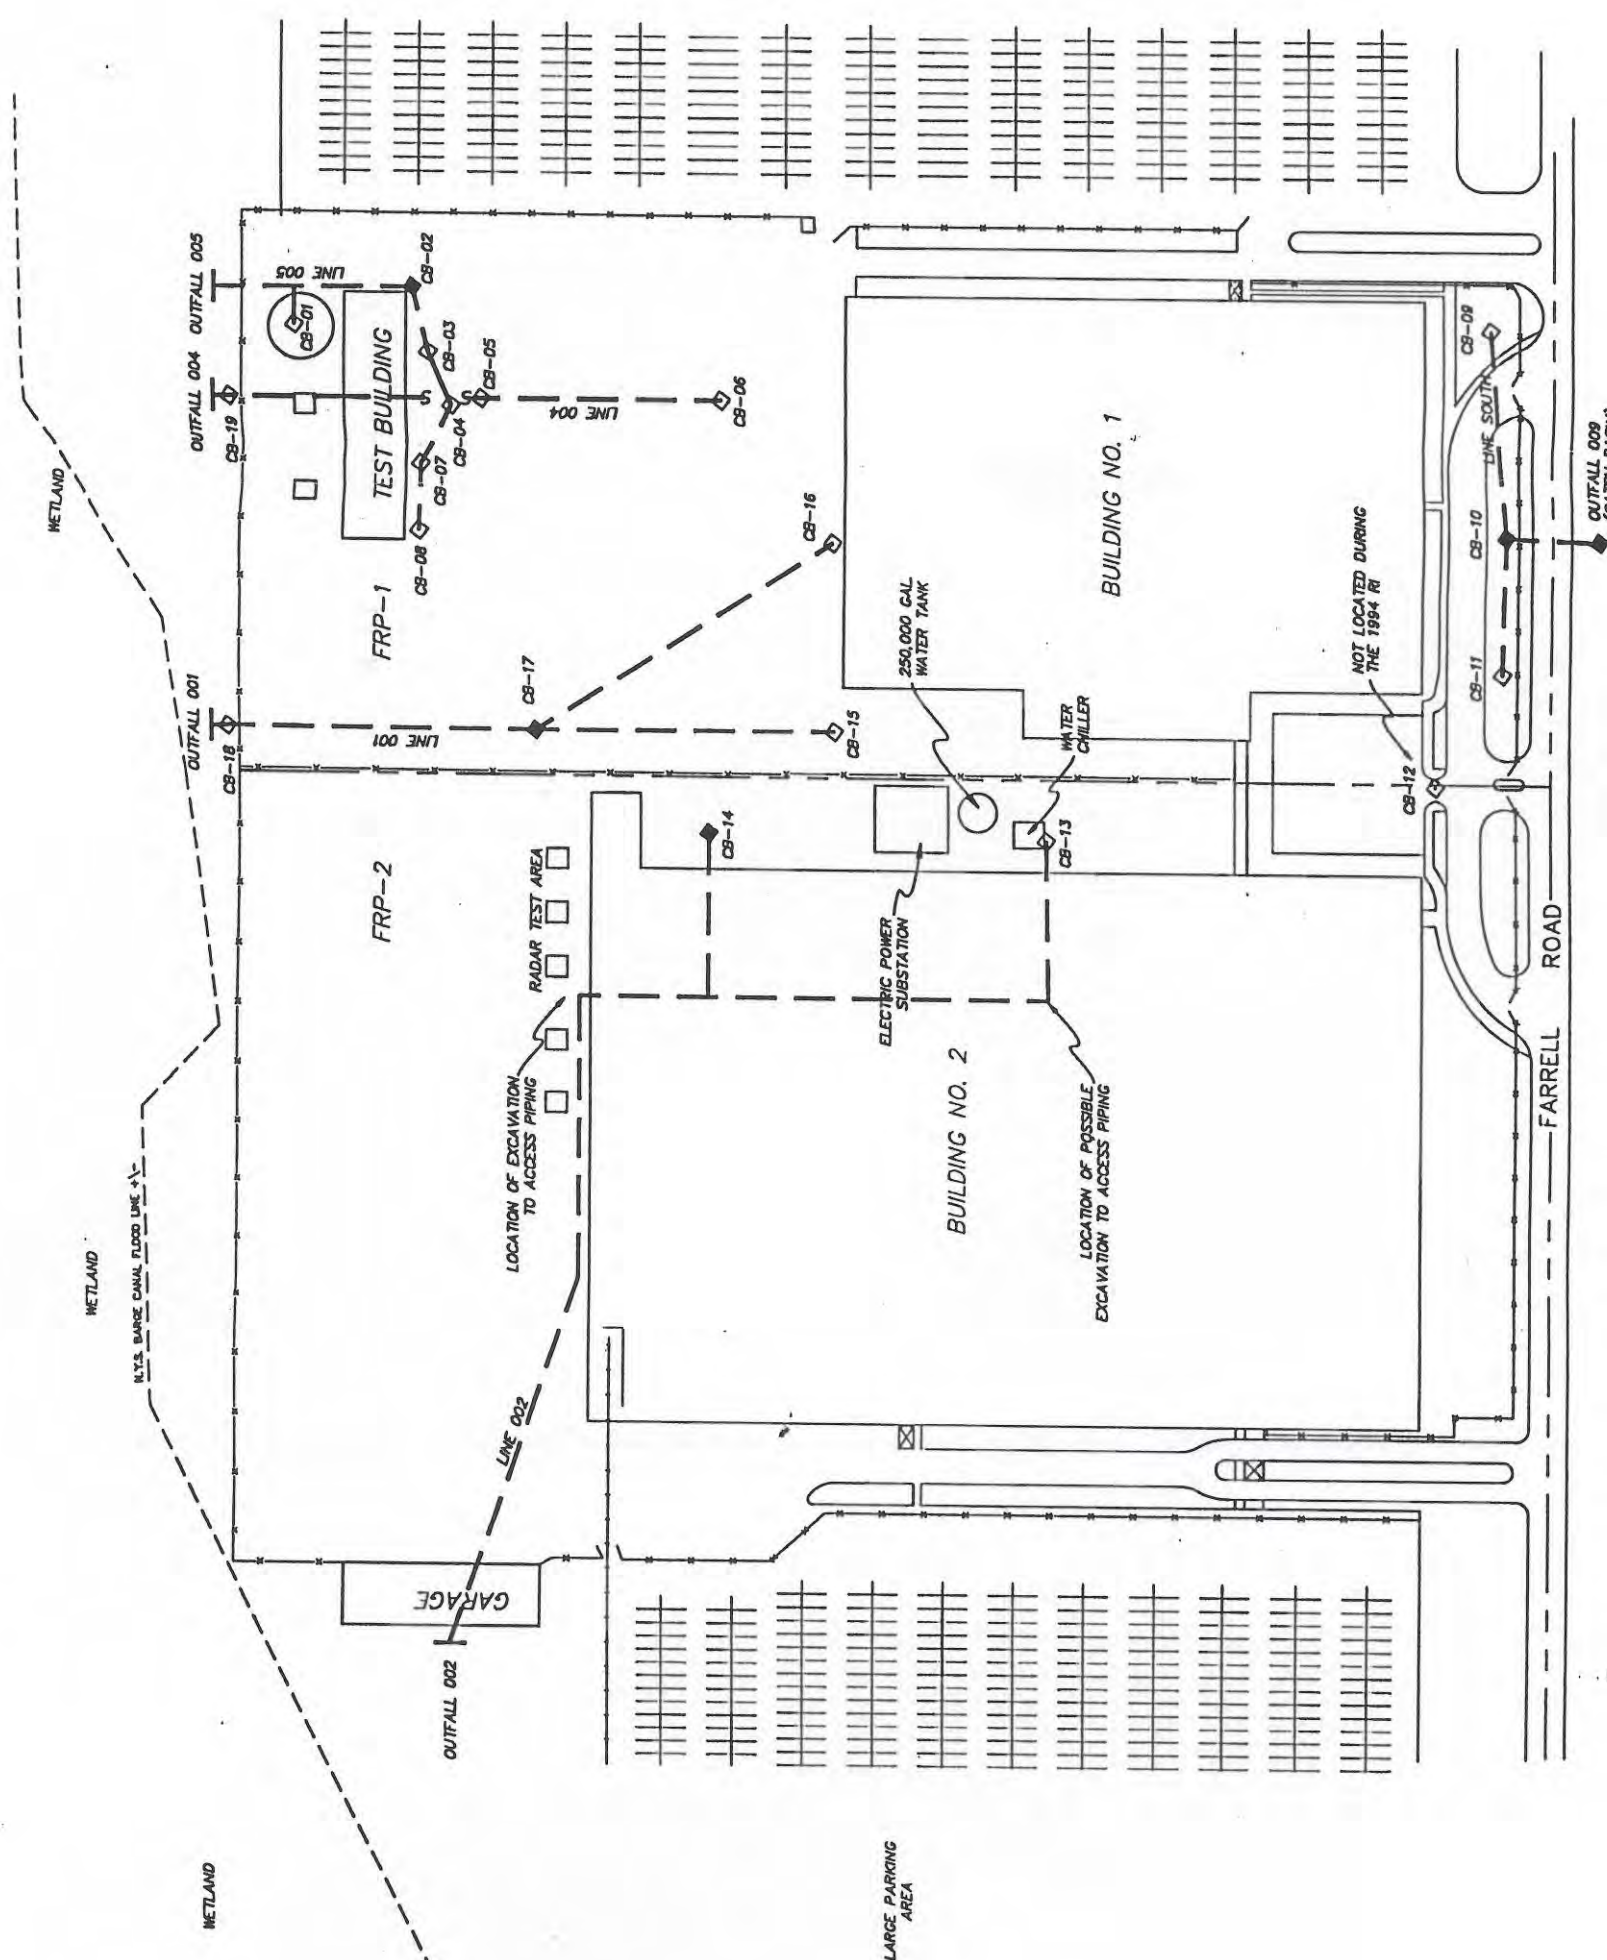 WETLAND
WETLAND
WETLAND
N.Y.S. BARGE CANAL FLOOD LINE +\-
OUTFALL 002
GARAGE
LINE 002
LARGE PARKING
AREA
LOCATION OF EXCAVATION
TO ACCESS PIPING
RADAR TEST AREA
FRP-2
BUILDING NO. 2
LOCATION OF POSSIBLE
EXCAVATION TO ACCESS PIPING
ELECTRIC POWER
SUBSTATION
CB-14
CB-13
WATER
CHILLER
250,000 GAL.
WATER TANK
OUTFALL 001
CB-18
LINE 001
CB-17
CB-15
CB-16
FRP-1
OUTFALL 004
OUTFALL 005
CB-19
CB-01
LINE 005
CB-02
TEST BUILDING
CB-03
S
S
CB-05
CB-04
CB-07
CB-08
LINE 004
CB-06
BUILDING NO. 1
NOT LOCATED DURING
THE 1994 RI
CB-12
CB-11
CB-10
CB-09
LINE SOUTH
OUTFALL 009
FARRELL ROAD